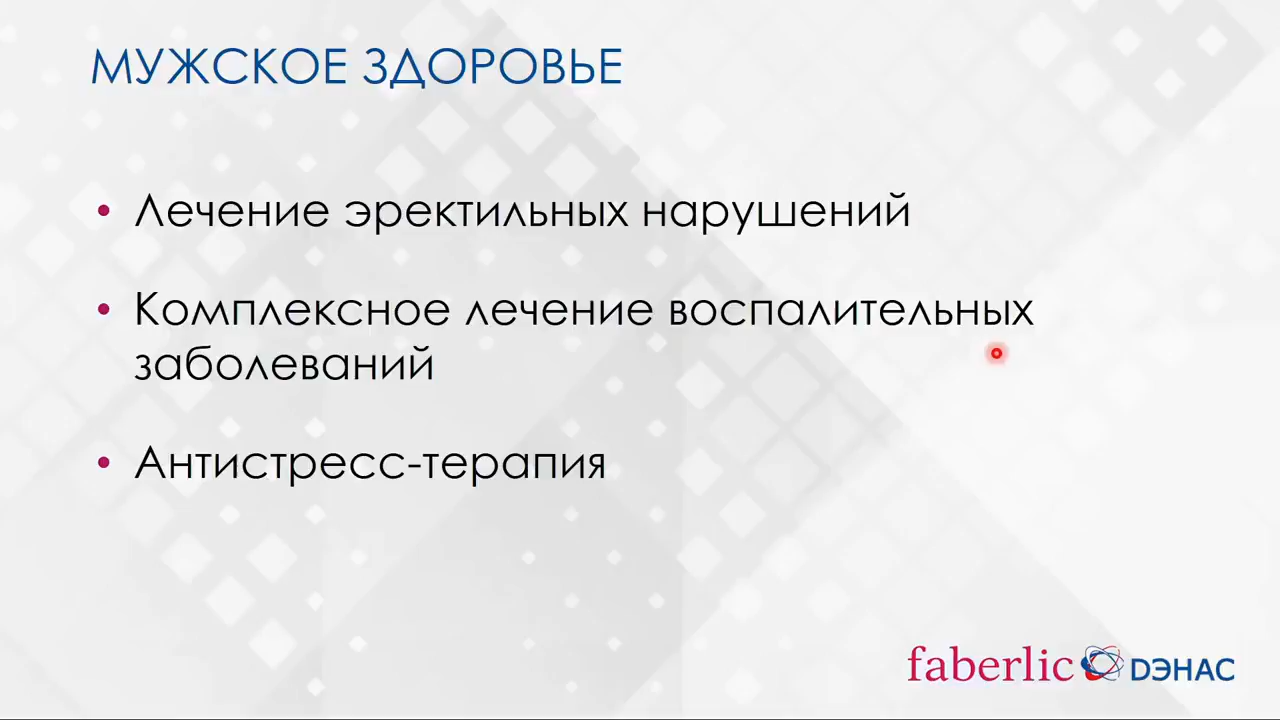 МУЖСКОЕ ЗДОРОВЬЕ
• Лечение эректильных нарушений
• Комплексное лечение воспалительных
заболеваний
• Антистресс-терапия
faberlic ДЭНАС